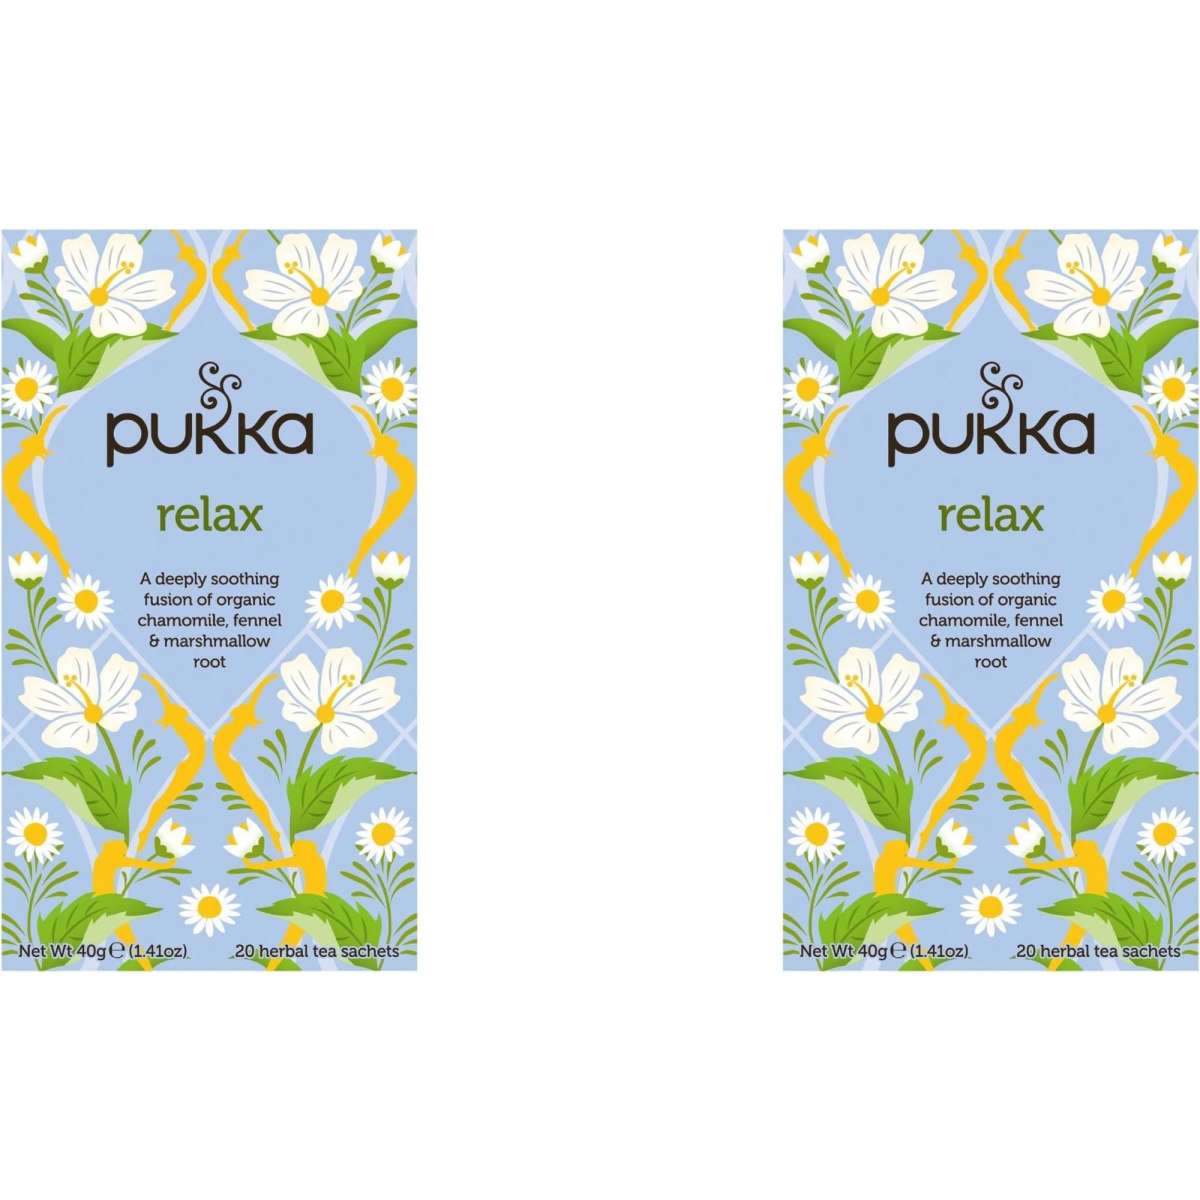 pukka
relax
A deeply soothing
fusion of organic
chamomile, fennel
& marshmallow
root
Net Wt 40g ℮ (1.41oz) 20 herbal tea sachets
pukka
relax
A deeply soothing
fusion of organic
chamomile, fennel
& marshmallow
root
Net Wt 40g ℮ (1.41oz) 20 herbal tea sachets